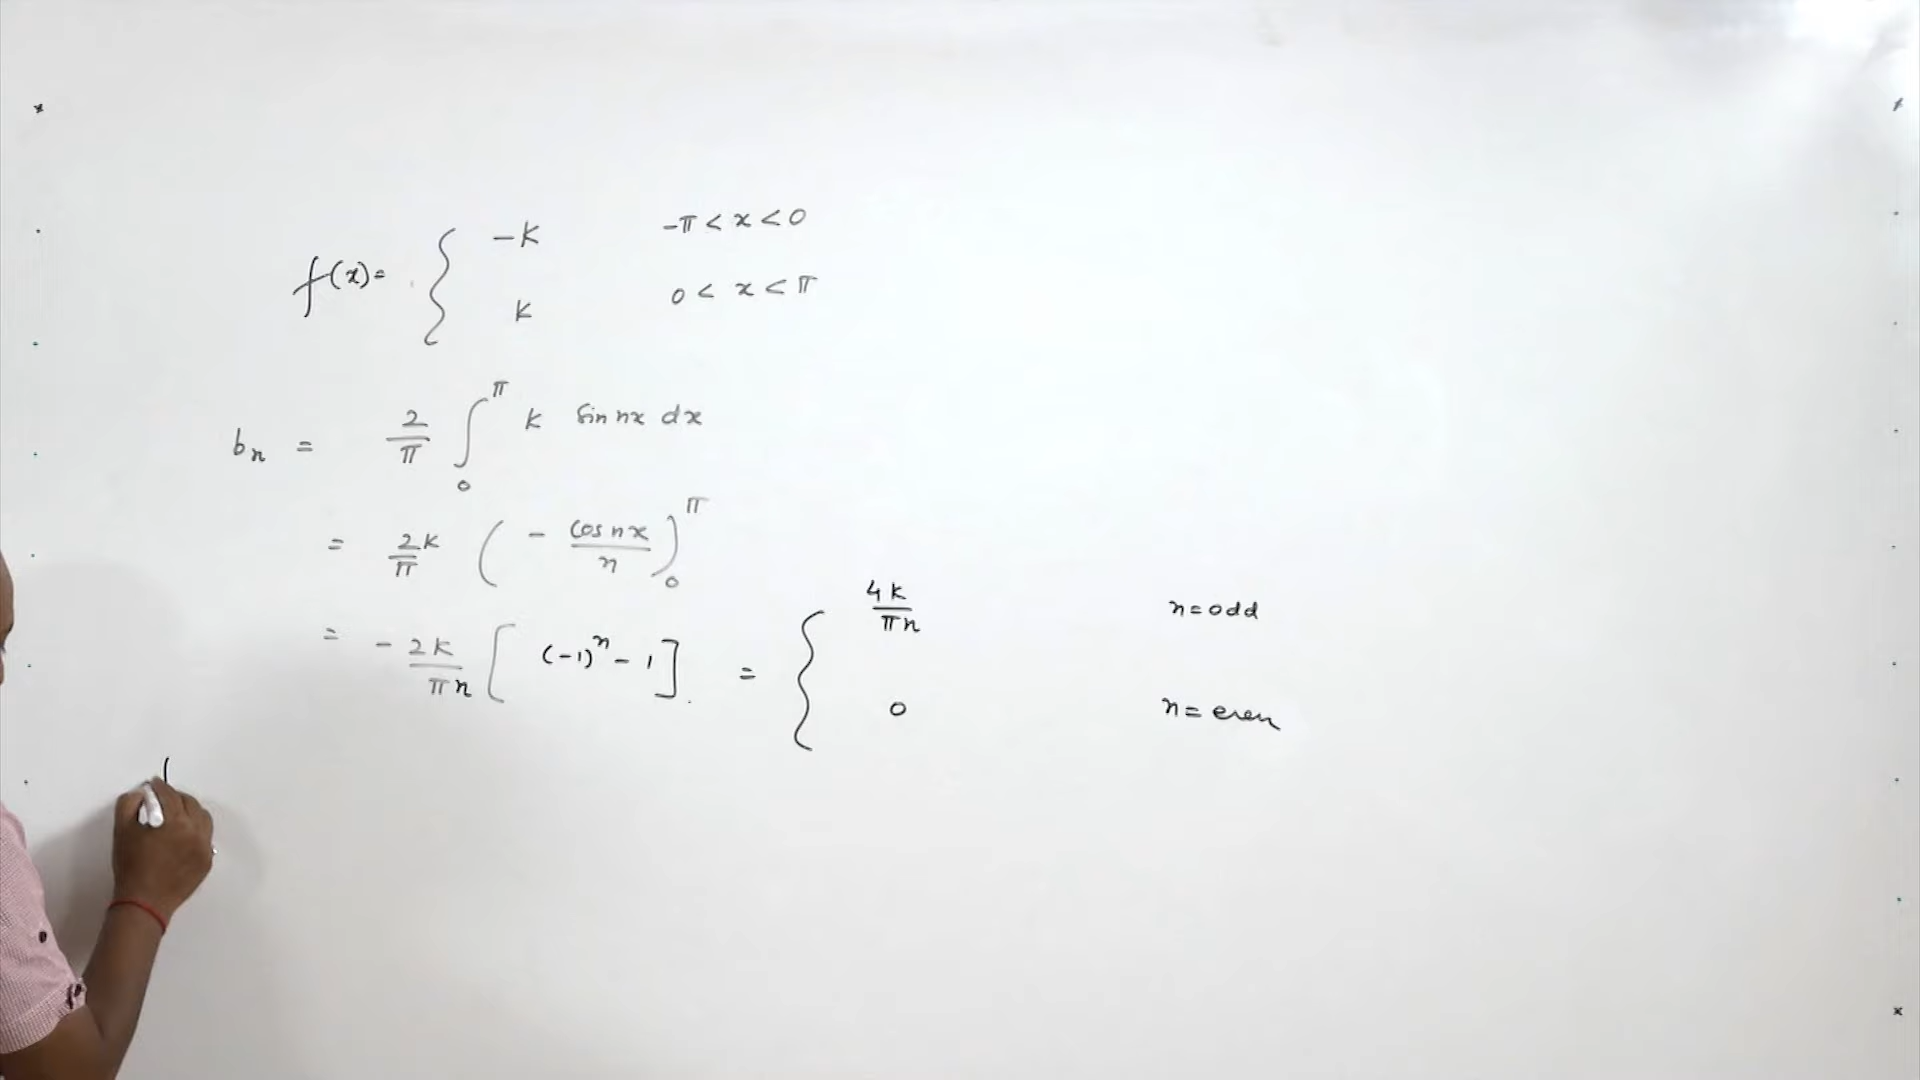 f(x) = { -K -π < x < 0
K 0 < x < π
bn = 2/π ∫₀^π K Sin nx dx
= 2K/π ( - Cos nx / n )₀^π
= - 2K/πn [ (-1)ⁿ - 1 ] = { 4K/πn n = odd
0 n = even